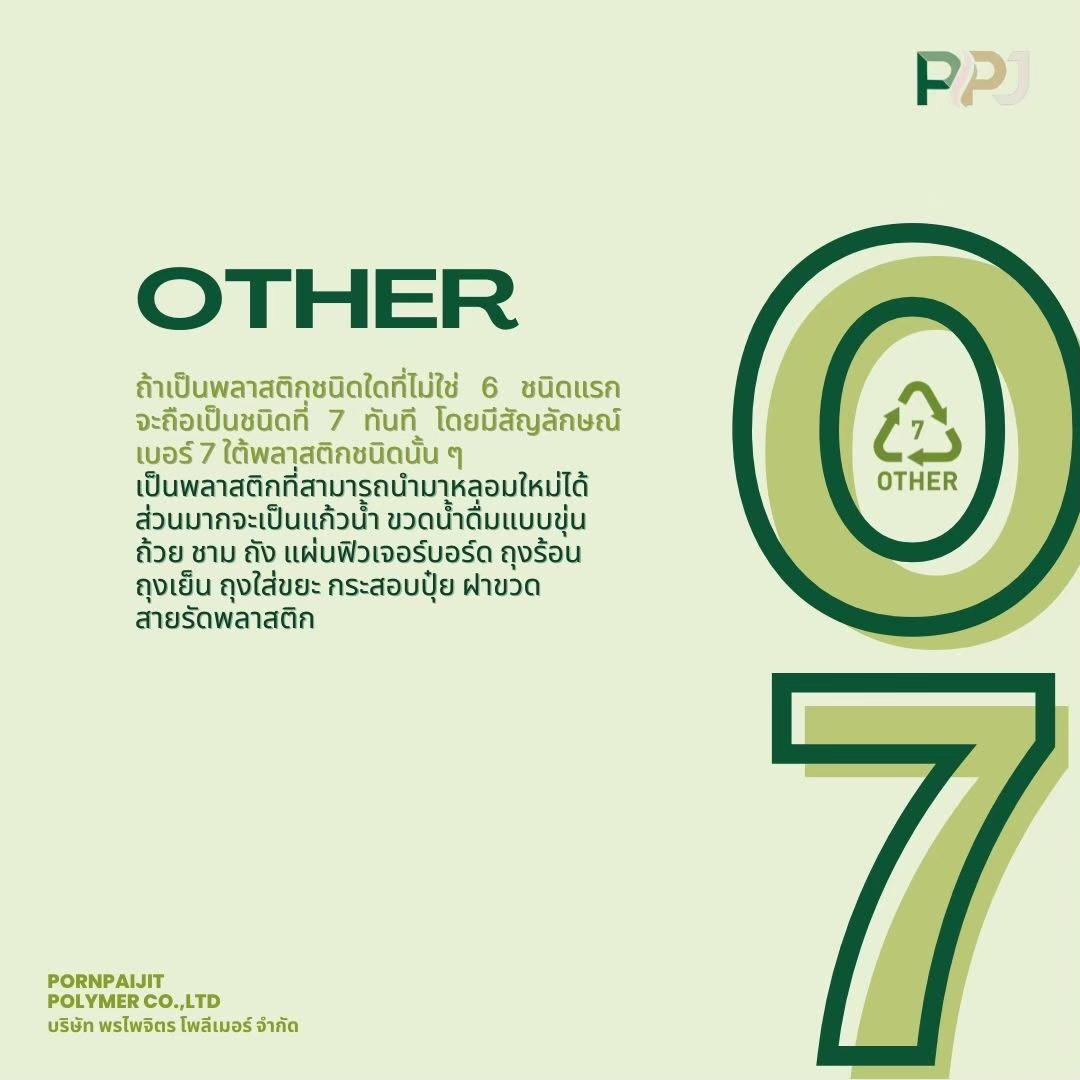 PPJ
OTHER
ถ้าเป็นพลาสติกชนิดใดที่ไม่ใช่ 6 ชนิดแรก
จะถือเป็นชนิดที่ 7 ทันที โดยมีสัญลักษณ์
เบอร์ 7 ใต้พลาสติกชนิดนั้น ๆ
เป็นพลาสติกที่สามารถนำมาหลอมใหม่ได้
ส่วนมากจะเป็นแก้วน้ำ ขวดน้ำดื่มแบบขุ่น
ถ้วย ชาม ถัง แผ่นฟิวเจอร์บอร์ด ถุงร้อน
ถุงเย็น ถุงใส่ขยะ กระสอบปุ๋ย ฝาขวด
สายรัดพลาสติก
0
7
OTHER
7
PORNPAIJIT
POLYMER CO.,LTD
บริษัท พรไพจิตร โพลีเมอร์ จำกัด